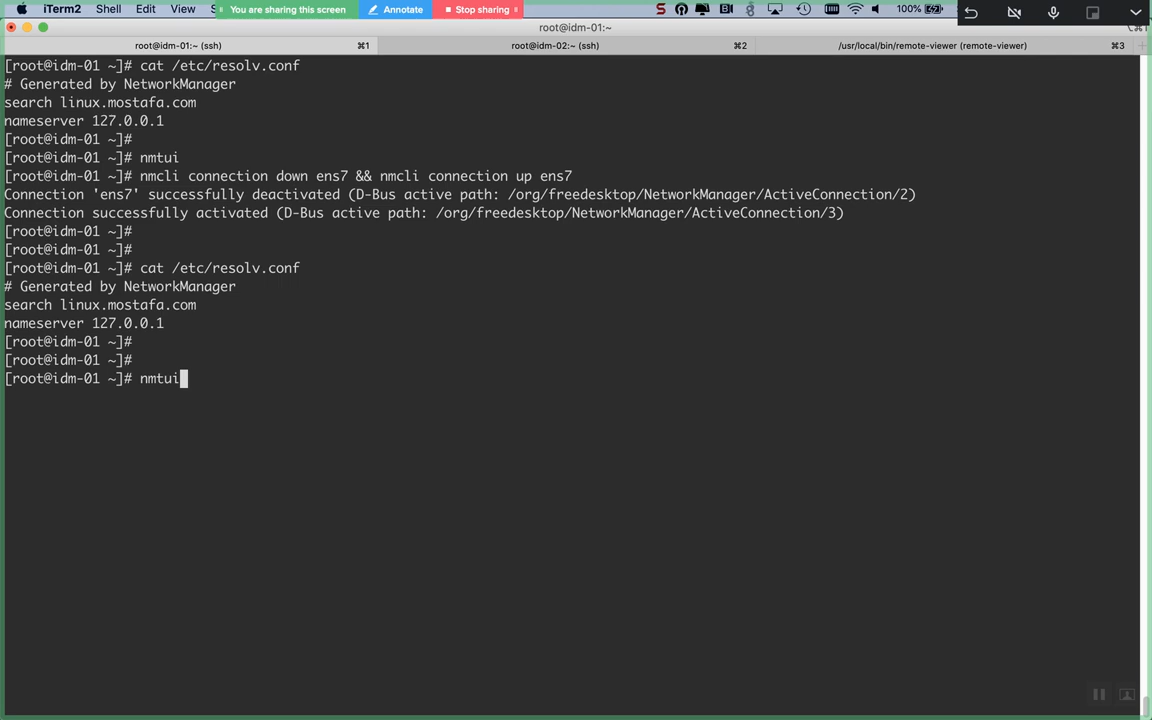 iTerm2 Shell Edit View S You are sharing this screen Annotate Stop sharing S 100%
root@idm-01:~
root@idm-01:~ (ssh) ⌘1 root@idm-02:~ (ssh) ⌘2 /usr/local/bin/remote-viewer (remote-viewer) ⌘3
[root@idm-01 ~]# cat /etc/resolv.conf
# Generated by NetworkManager
search linux.mostafa.com
nameserver 127.0.0.1
[root@idm-01 ~]#
[root@idm-01 ~]# nmtui
[root@idm-01 ~]# nmcli connection down ens7 && nmcli connection up ens7
Connection 'ens7' successfully deactivated (D-Bus active path: /org/freedesktop/NetworkManager/ActiveConnection/2)
Connection successfully activated (D-Bus active path: /org/freedesktop/NetworkManager/ActiveConnection/3)
[root@idm-01 ~]#
[root@idm-01 ~]#
[root@idm-01 ~]# cat /etc/resolv.conf
# Generated by NetworkManager
search linux.mostafa.com
nameserver 127.0.0.1
[root@idm-01 ~]#
[root@idm-01 ~]#
[root@idm-01 ~]# nmtui